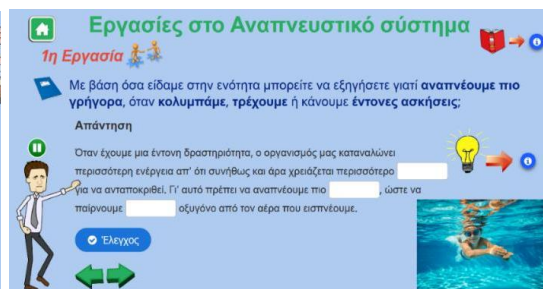 Εργασίες στο Αναπνευστικό σύστημα
1η Εργασία
Με βάση όσα είδαμε στην ενότητα μπορείτε να εξηγήσετε γιατί αναπνέουμε πιο
γρήγορα, όταν κολυμπάμε, τρέχουμε ή κάνουμε έντονες ασκήσεις;
Απάντηση
Όταν έχουμε μια έντονη δραστηριότητα, ο οργανισμός μας καταναλώνει
περισσότερη ενέργεια απ' ότι συνήθως και άρα χρειάζεται περισσότερο
για να ανταποκριθεί. Γι' αυτό πρέπει να αναπνέουμε πιο , ώστε να
παίρνουμε οξυγόνο από τον αέρα που εισπνέουμε.
Έλεγχος